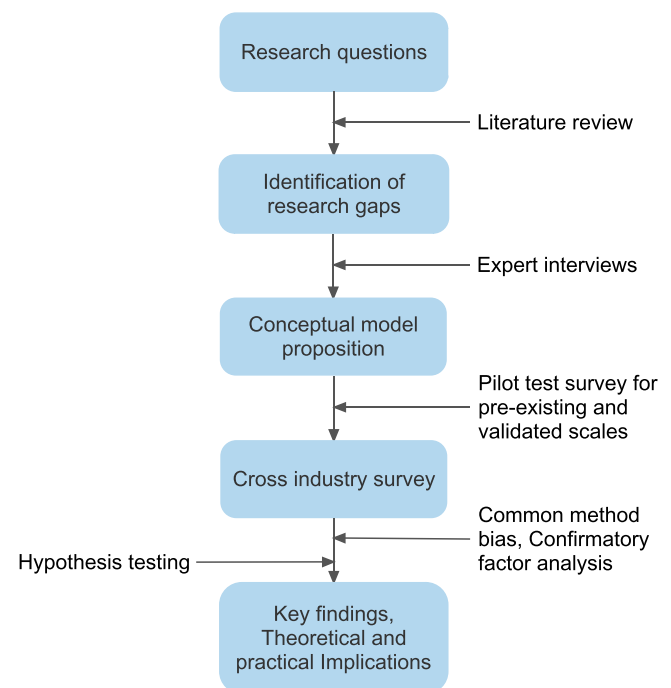 Research questions
Literature review
Identification of
research gaps
Expert interviews
Conceptual model
proposition
Pilot test survey for
pre-existing and
validated scales
Cross industry survey
Common method
bias, Confirmatory
factor analysis
Hypothesis testing
Key findings,
Theoretical and
practical Implications